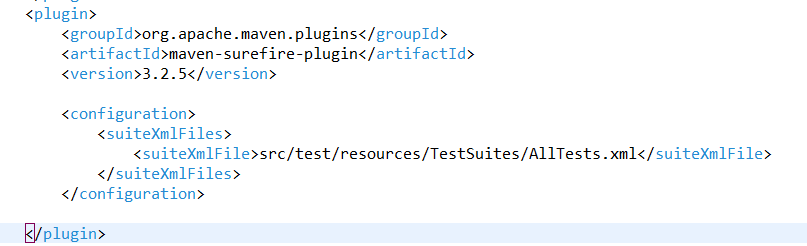 <plugin>
<groupId>org.apache.maven.plugins</groupId>
<artifactId>maven-surefire-plugin</artifactId>
<version>3.2.5</version>
<configuration>
<suiteXmlFiles>
<suiteXmlFile>src/test/resources/TestSuites/AllTests.xml</suiteXmlFile>
</suiteXmlFiles>
</configuration>
</plugin>